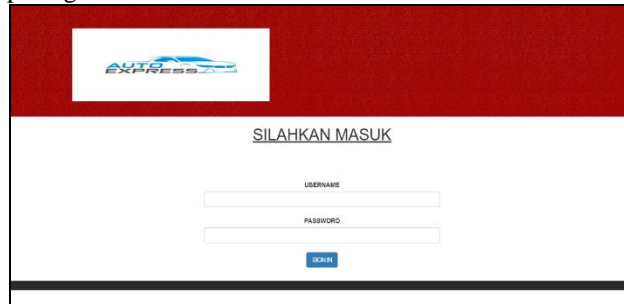 AUTO
EXPRESS
SILAHKAN MASUK
USERNAME
PASSWORD
SIGN IN